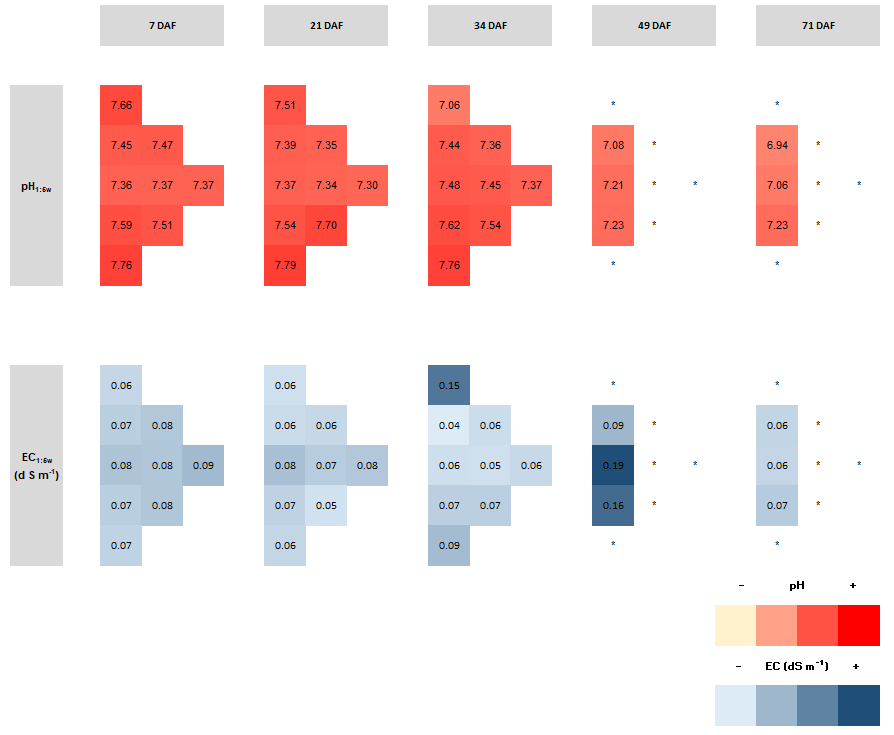 7 DAF 21 DAF 34 DAF 49 DAF 71 DAF
7.66 7.51 7.06 * *
7.45 7.47 7.39 7.35 7.44 7.36 7.08 * 6.94 *
pH1:5w 7.36 7.37 7.37 7.37 7.34 7.30 7.48 7.45 7.37 7.21 * * 7.06 * *
7.59 7.51 7.54 7.70 7.62 7.54 7.23 * 7.23 *
7.76 7.79 7.76 * *
0.06 0.06 0.15 * *
0.07 0.08 0.06 0.06 0.04 0.06 0.09 * 0.06 *
EC1:5w 0.08 0.08 0.09 0.08 0.07 0.08 0.06 0.05 0.06 0.19 * * 0.06 * *
(d S m-1)
0.07 0.08 0.07 0.05 0.07 0.07 0.16 * 0.07 *
0.07 0.06 0.09 * *
– pH +
– EC (dS m−1) +